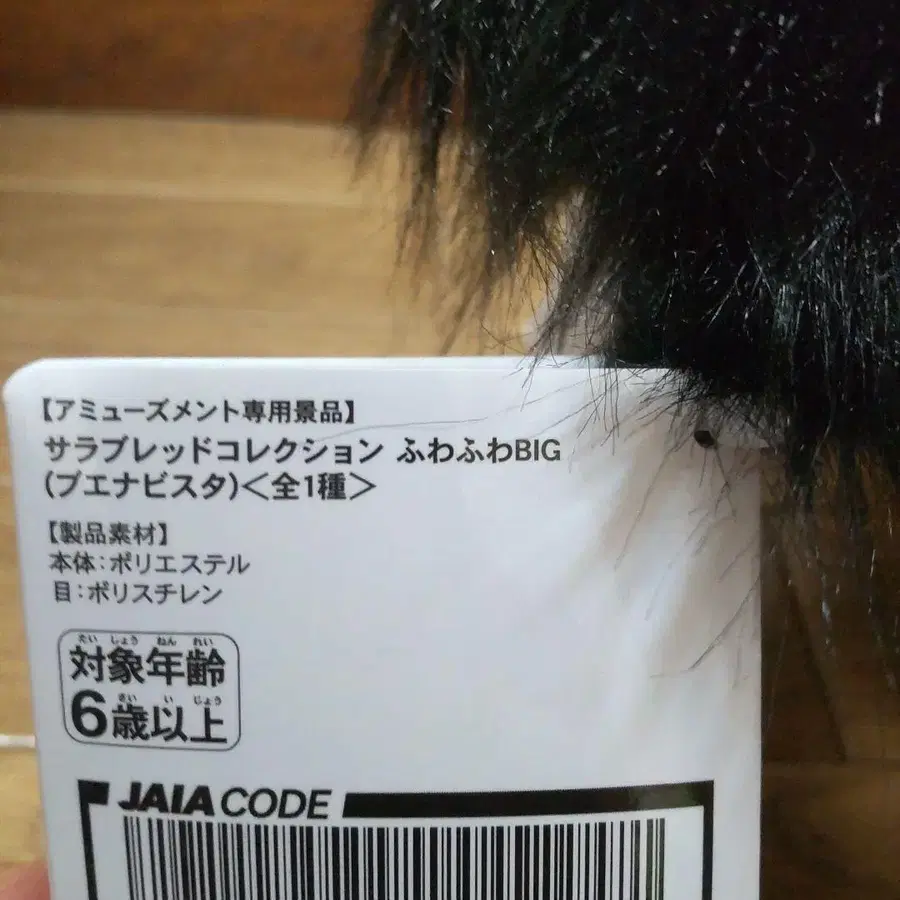 【アミューズメント専用景品】
サラブレッドコレクション ふわふわBIG
(ブエナビスタ)<全1種>
【製品素材】
本体:ポリエステル
目:ポリスチレン
たい しょう ねん れい
対象年齢
さい い じょう
6歳以上
JAIA CODE